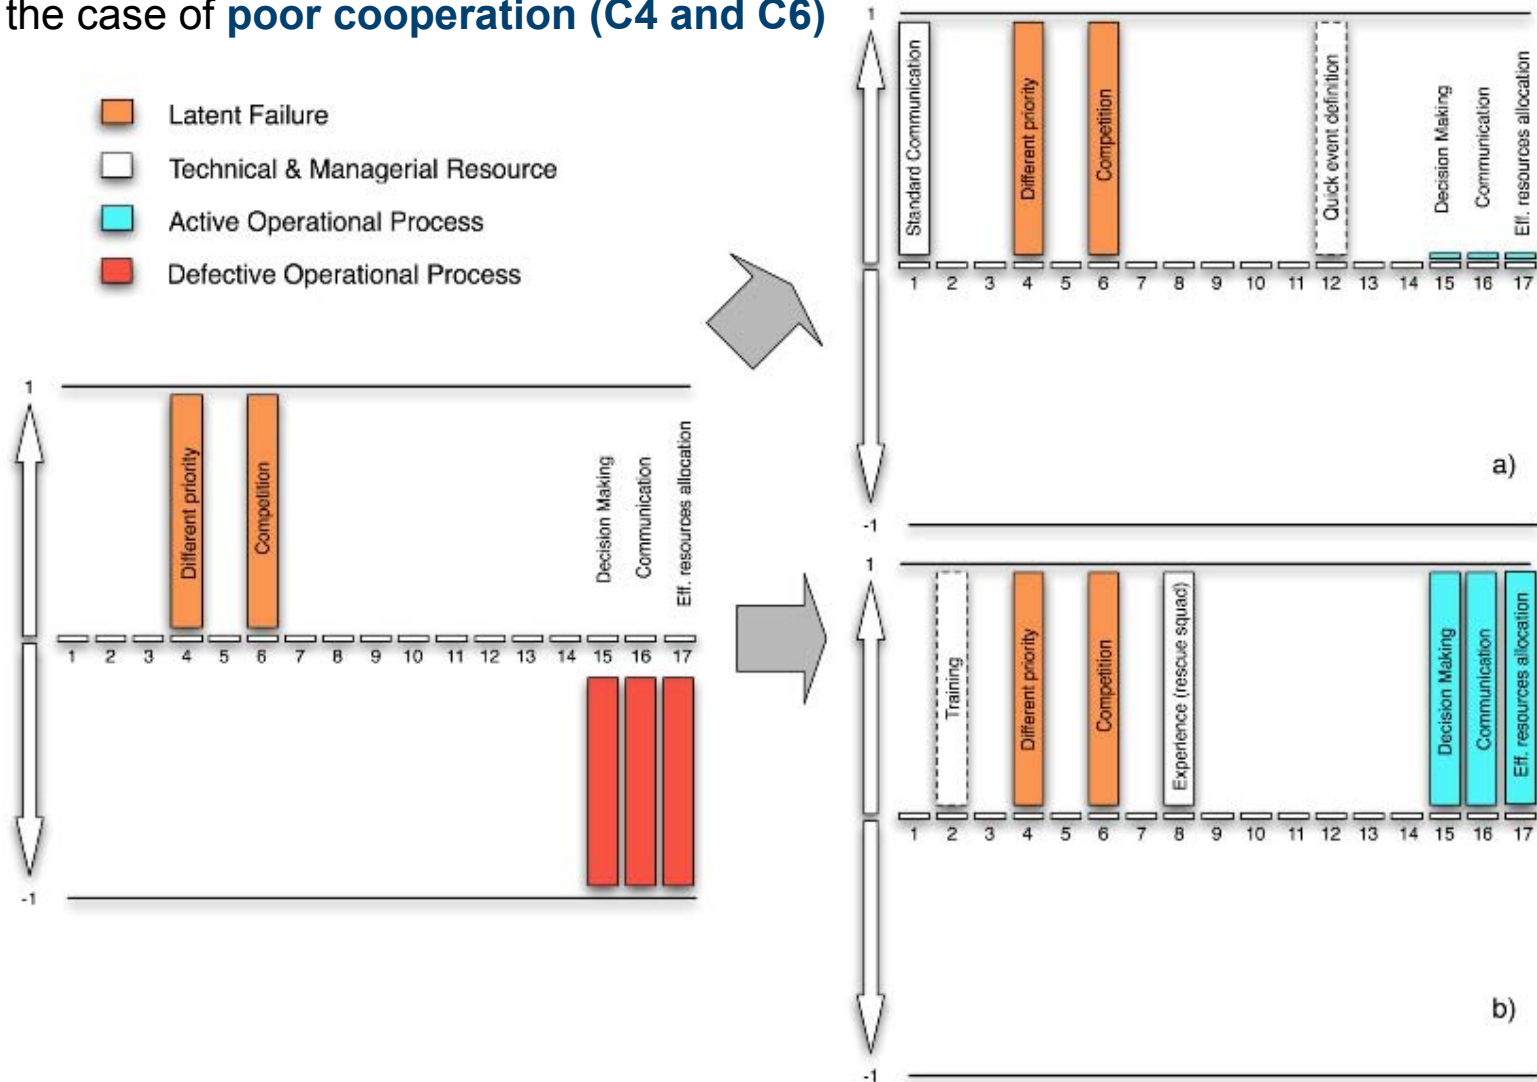 the case of poor cooperation (C4 and C6)
Latent Failure
Technical & Managerial Resource
Active Operational Process
Defective Operational Process
1
Different priority
Competition
Decision Making
Communication
Eff. resources allocation
1 2 3 4 5 6 7 8 9 10 11 12 13 14 15 16 17
-1
1
Standard Communication
Different priority
Competition
Quick event definition
Decision Making
Communication
Eff. resources allocation
1 2 3 4 5 6 7 8 9 10 11 12 13 14 15 16 17
a)
-1
1
Training
Different priority
Competition
Experience (rescue squad)
Decision Making
Communication
Eff. resources allocation
1 2 3 4 5 6 7 8 9 10 11 12 13 14 15 16 17
b)
-1